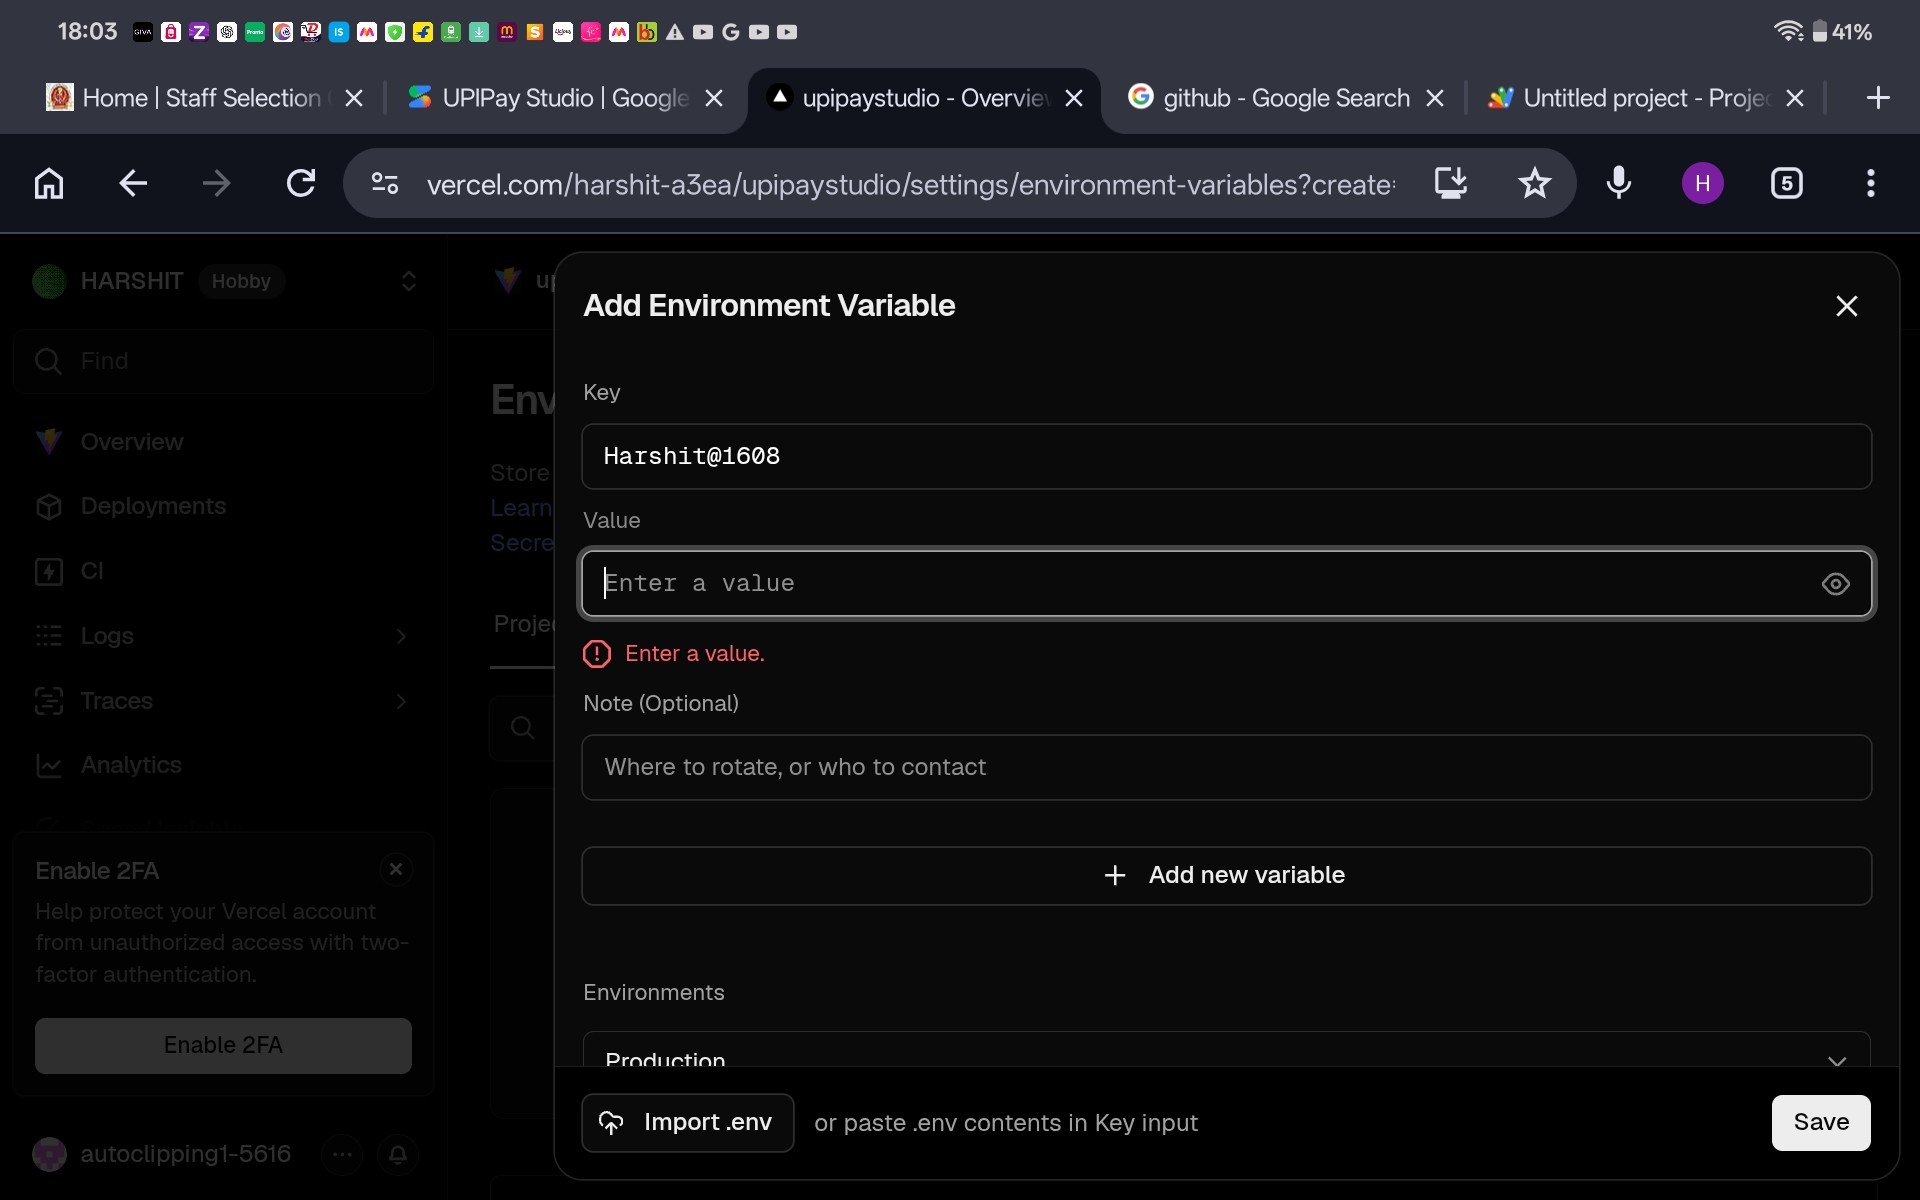 18:03
41%
Home | Staff Selection
UPIPay Studio | Google
upipaystudio - Overview
github - Google Search
Untitled project - Projec
vercel.com/harshit-a3ea/upipaystudio/settings/environment-variables?create=
H
5
HARSHIT Hobby
Find
Overview
Deployments
CI
Logs
Traces
Analytics
Enable 2FA
Help protect your Vercel account
from unauthorized access with two-
factor authentication.
Enable 2FA
autoclipping1-5616
up
Env
Store
Learn
Secre
Projec
Add Environment Variable
Key
Harshit@1608
Value
Enter a value
Enter a value.
Note (Optional)
Where to rotate, or who to contact
Add new variable
Environments
Production
Import .env
or paste .env contents in Key input
Save